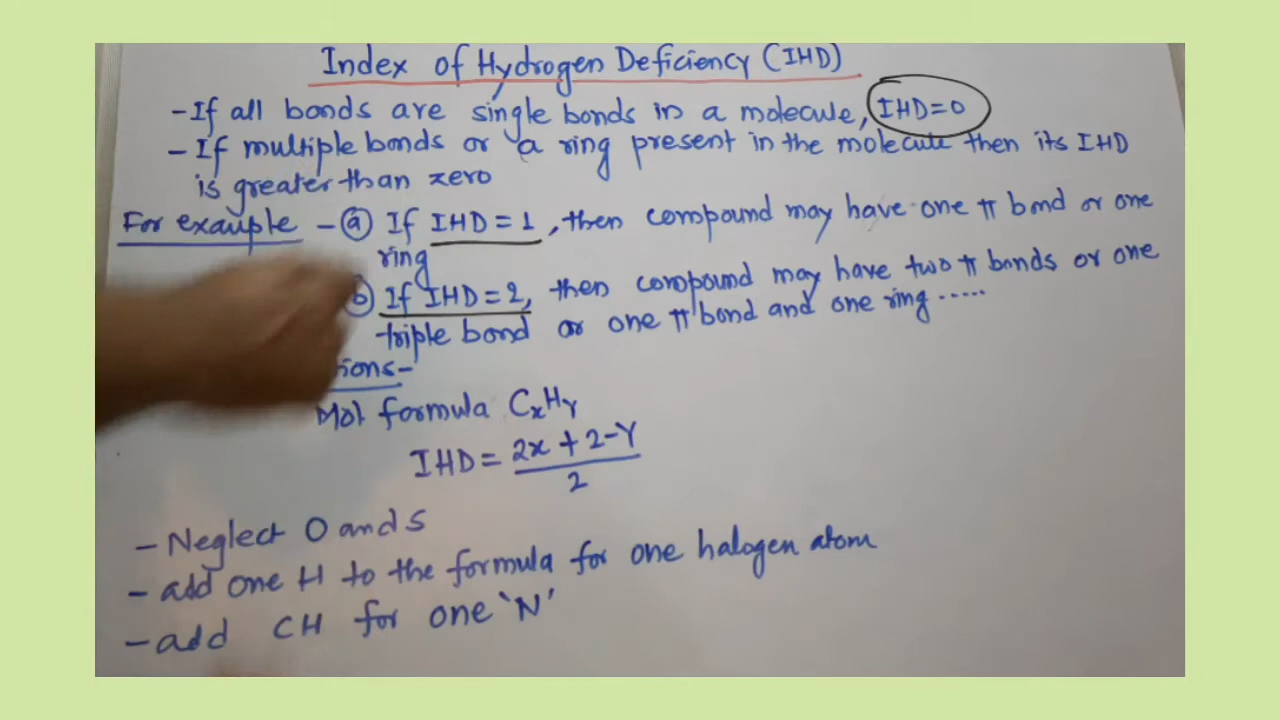 Index of Hydrogen Deficiency (IHD)
- If all bonds are single bonds in a molecule, IHD=0
- If multiple bonds or a ring present in the molecule then its IHD
is greater than zero
For example - (a) If IHD = 1, then compound may have one π bond or one
ring
(b) If IHD = 2, then compound may have two π bonds or one
triple bond or one π bond and one ring .....
Mol formula CxHY
IHD = 2x + 2-Y
2
- Neglect O and S
- add one H to the formula for one halogen atom
- add CH for one 'N'